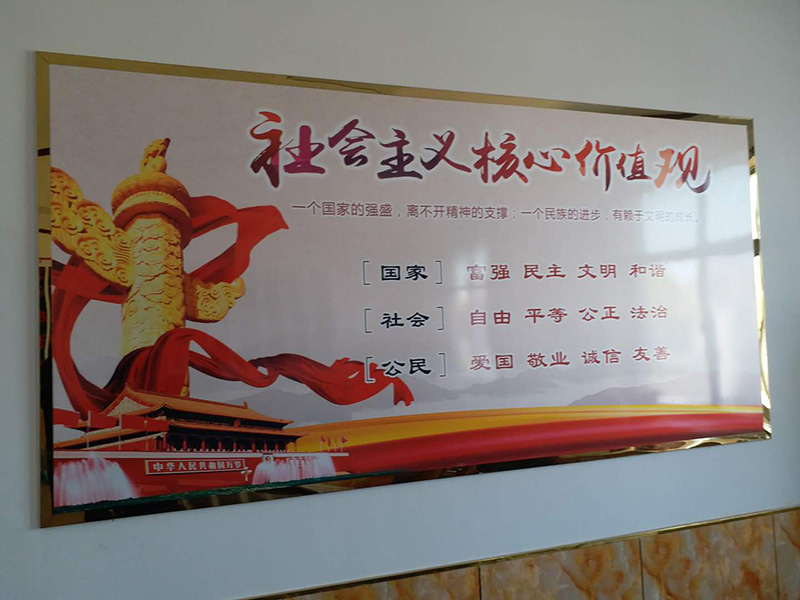 社会主义核心价值观
一个国家的强盛，离不开精神的支撑；一个民族的进步，有赖于文明的成长。
[国家] 富强 民主 文明 和谐
[社会] 自由 平等 公正 法治
[公民] 爱国 敬业 诚信 友善
中华人民共和国万岁